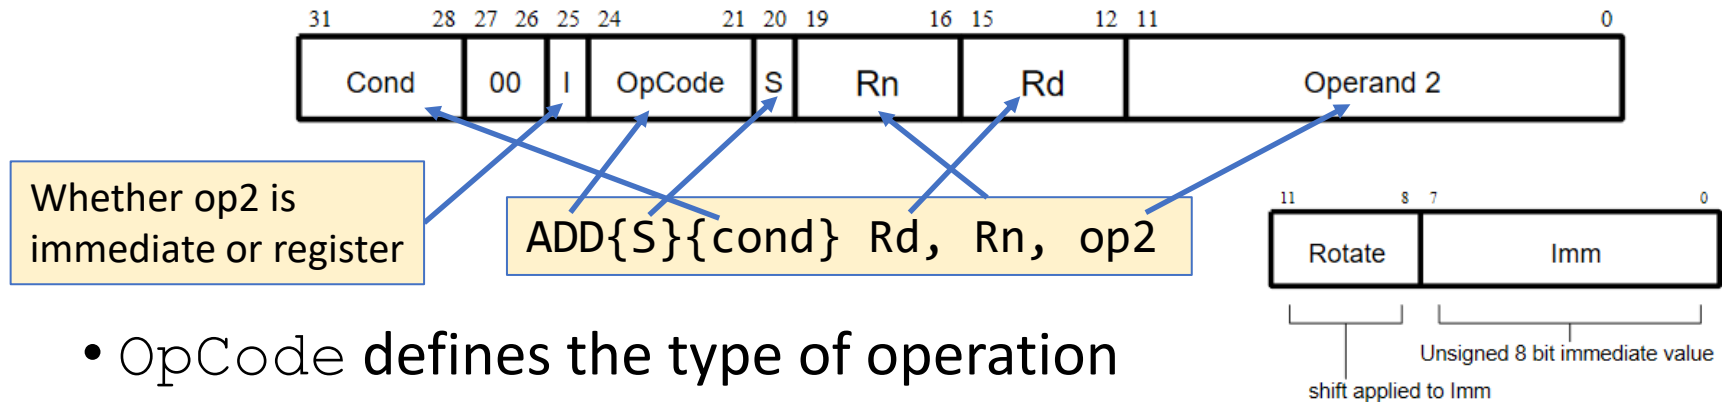 31 28 27 26 25 24 21 20 19 16 15 12 11 0
Cond 00 I OpCode S Rn Rd Operand 2
Whether op2 is
immediate or register
ADD{S}{cond} Rd, Rn, op2
11 8 7 0
Rotate Imm
Unsigned 8 bit immediate value
shift applied to Imm
• OpCode defines the type of operation